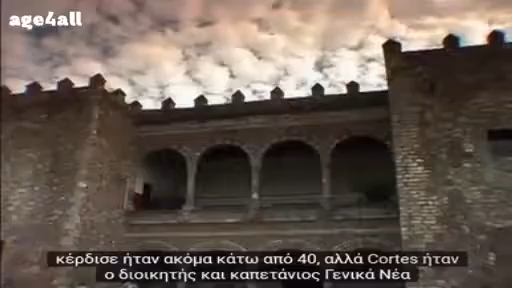 age4all
κέρδισε ήταν ακόμα κάτω από 40, αλλά Cortes ήταν
ο διοικητής και καπετάνιος Γενικά Νέα